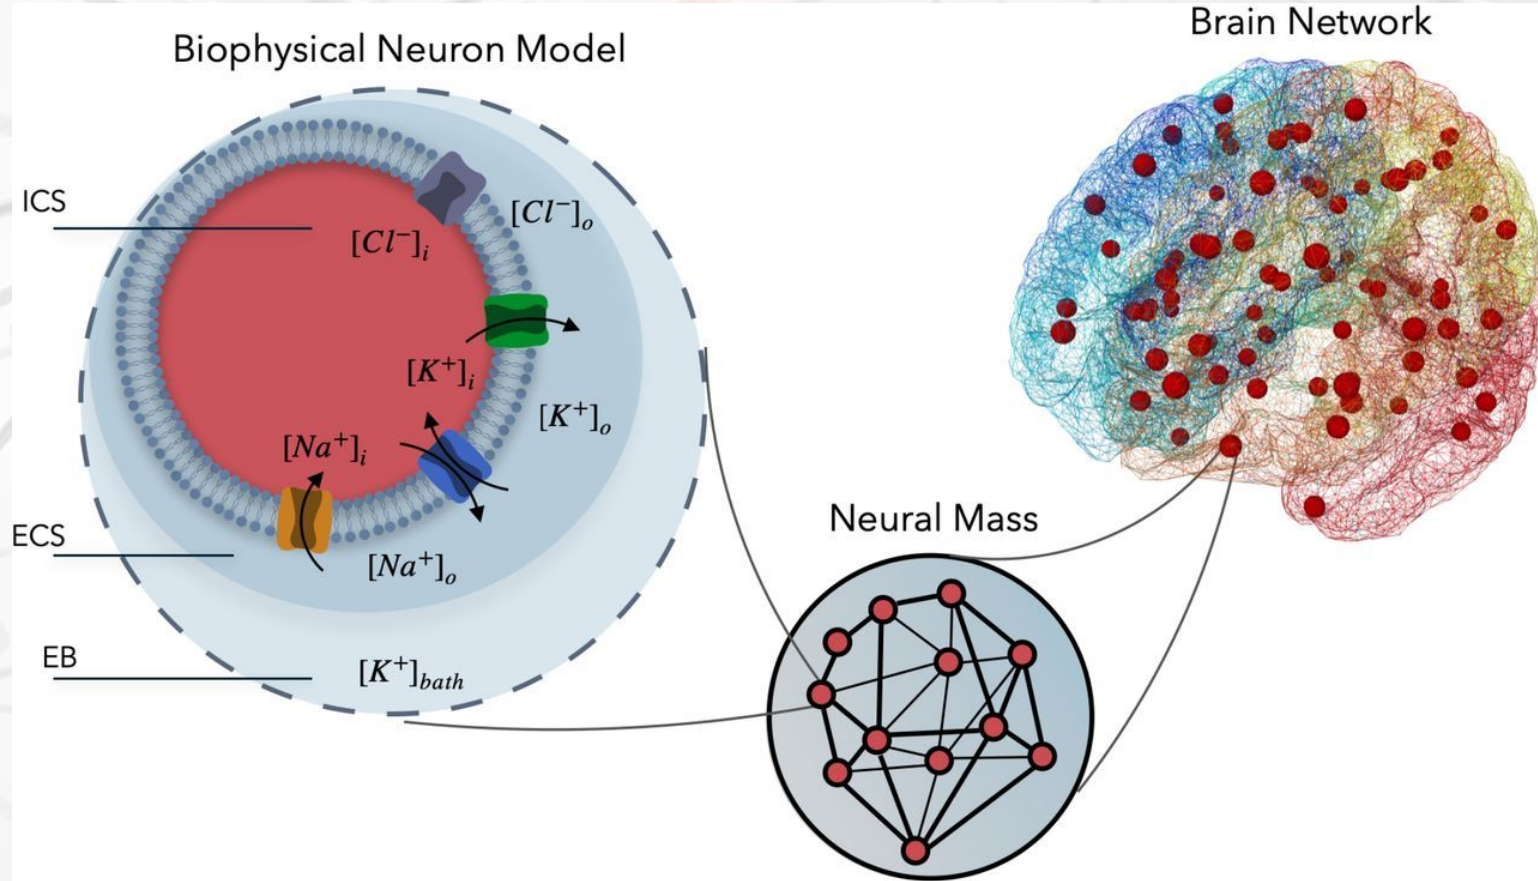 Biophysical Neuron Model
Brain Network
ICS
[Cl⁻]ₒ
[Cl⁻]ᵢ
[K⁺]ᵢ
[K⁺]ₒ
[Na⁺]ᵢ
Neural Mass
ECS
[Na⁺]ₒ
EB
[K⁺]bath